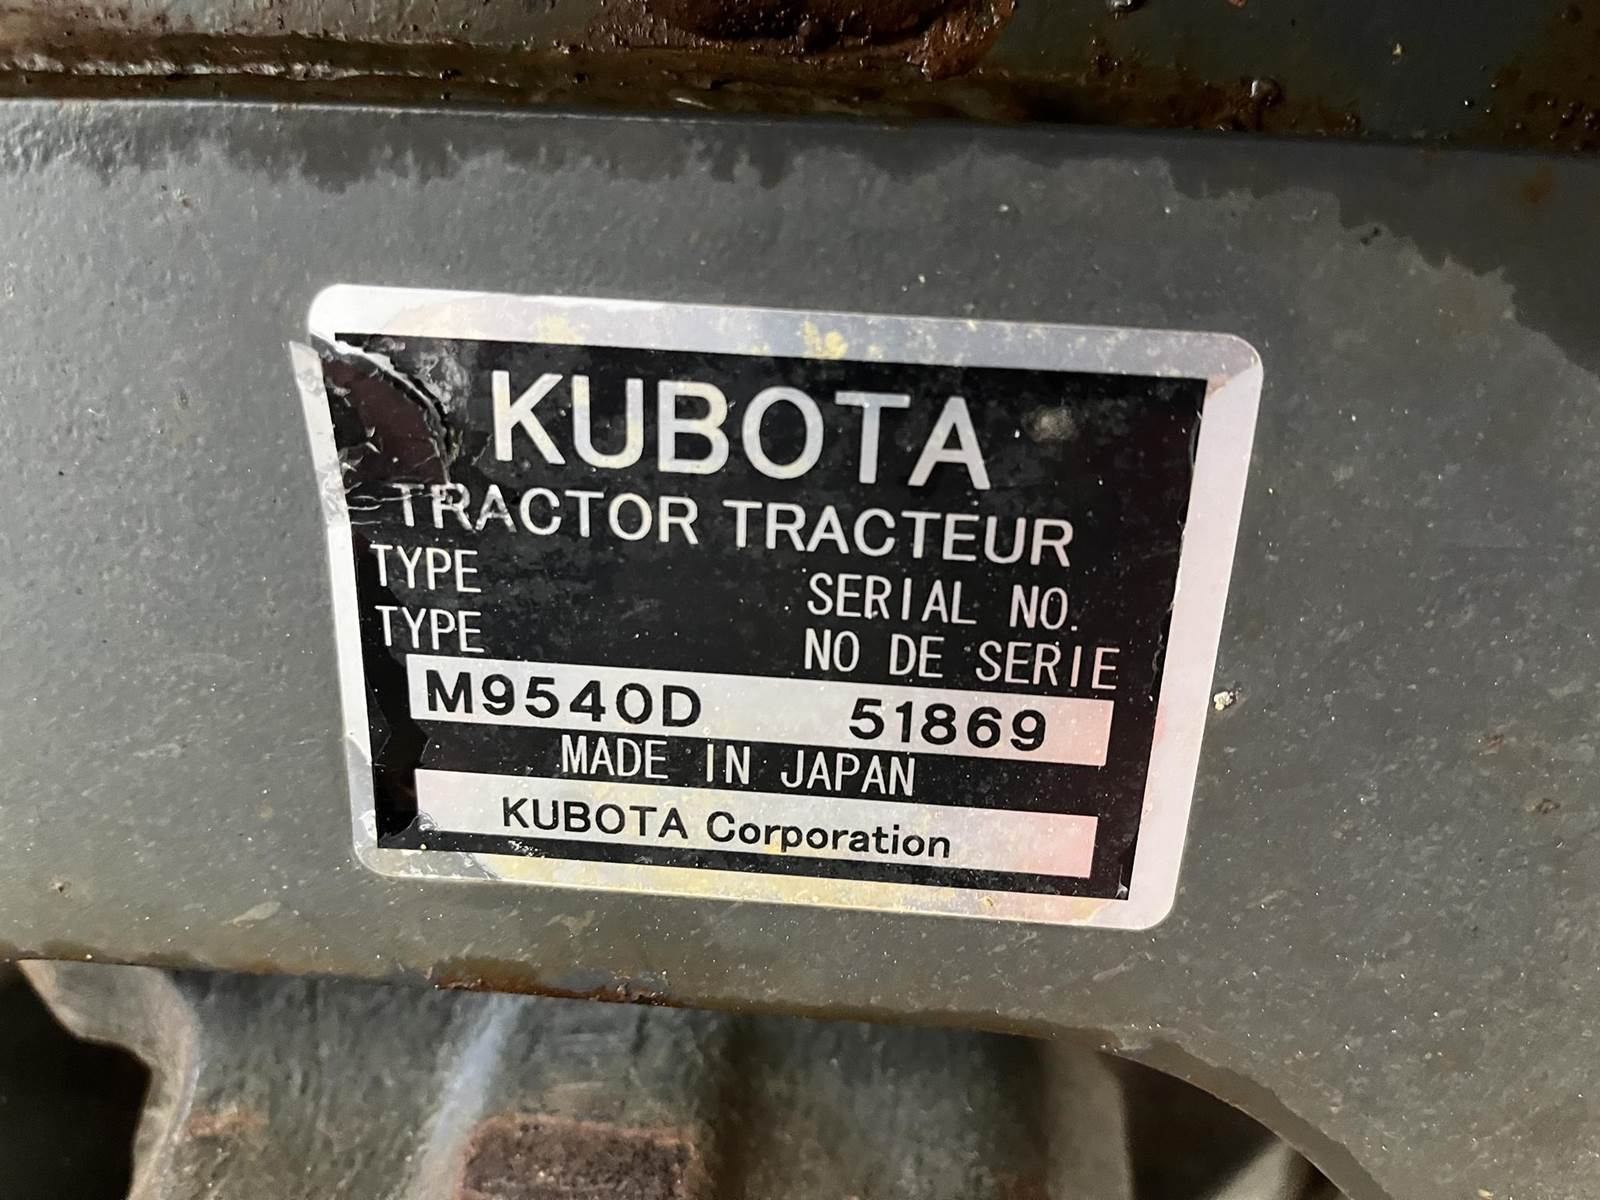 KUBOTA
TRACTOR TRACTEUR
TYPE SERIAL NO.
TYPE NO DE SERIE
M9540D 51869
MADE IN JAPAN
KUBOTA Corporation